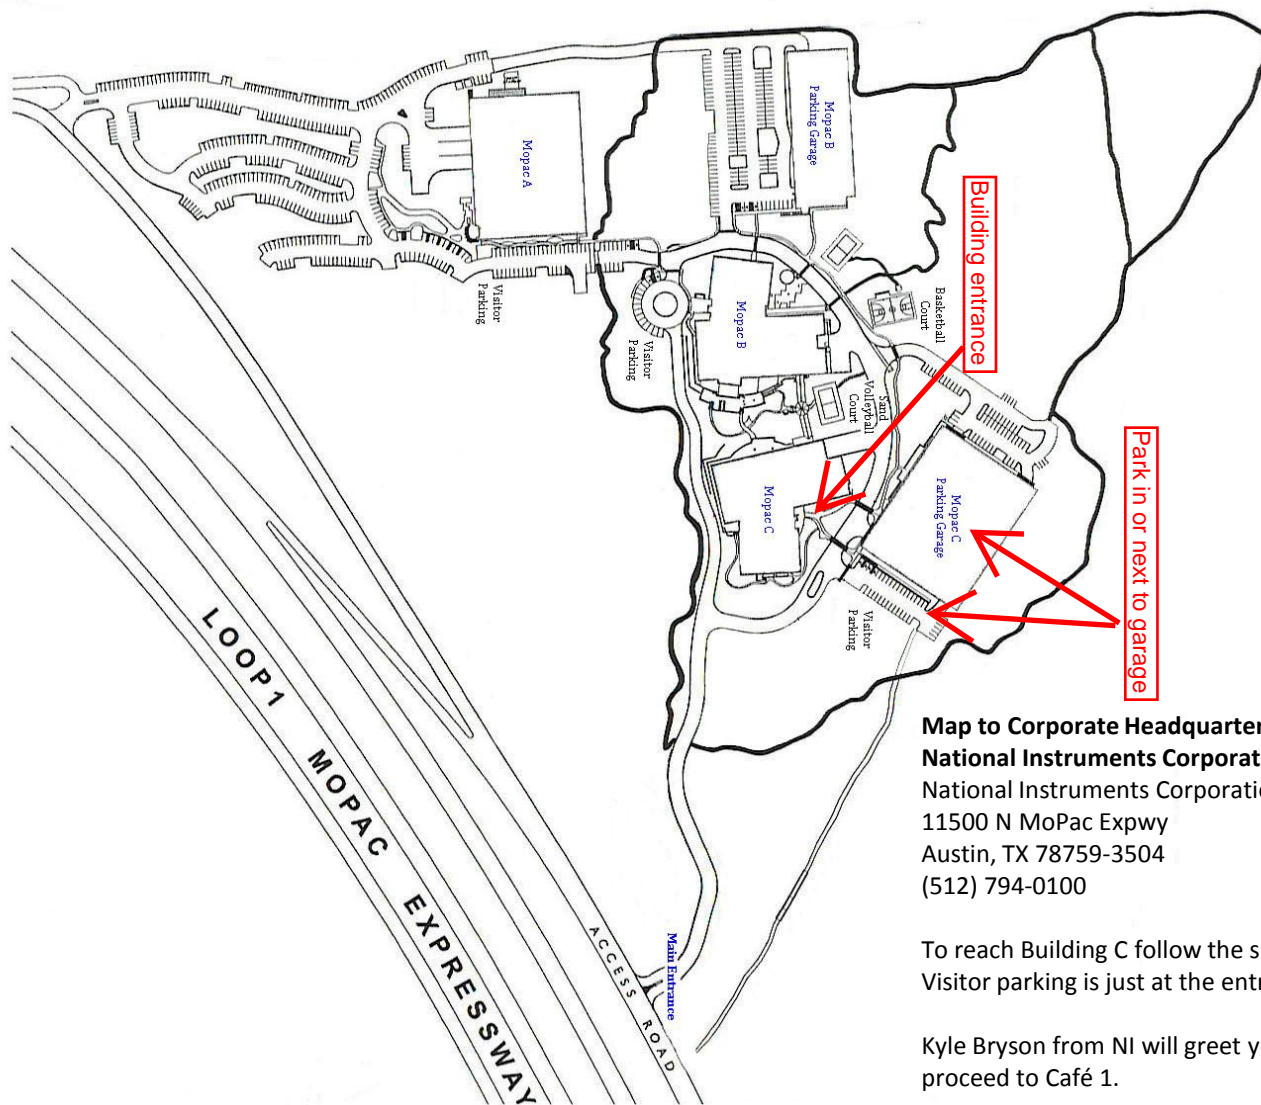 Mopac B
Parking Garage
Mopac A
Building entrance
Basketball
Court
Visitor
Parking
Mopac B
Visitor
Parking
Sand
Volleyball
Court
Park in or next to garage
Mopac C
Parking Garage
Mopac C
Visitor
Parking
LOOP1 MOPAC EXPRESSWAY
ACCESS ROAD
Main Entrance
Map to Corporate Headquarter
National Instruments Corporat
National Instruments Corporatio
11500 N MoPac Expwy
Austin, TX 78759-3504
(512) 794-0100
To reach Building C follow the s
Visitor parking is just at the entr
Kyle Bryson from NI will greet y
proceed to Café 1.